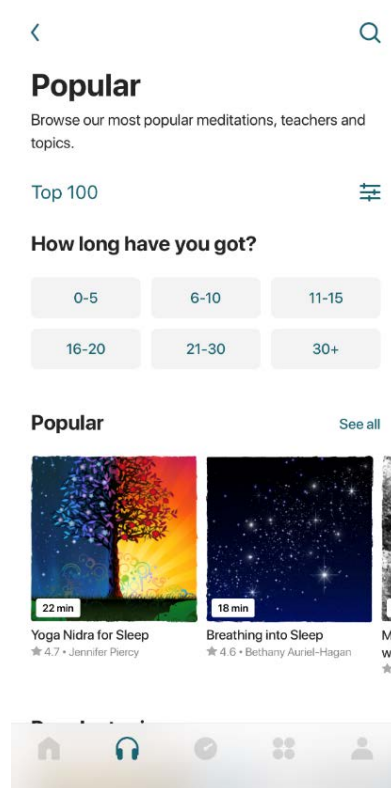 Popular
Browse our most popular meditations, teachers and
topics.
Top 100
How long have you got?
0-5
6-10
11-15
16-20
21-30
30+
Popular
See all
22 min
18 min
Yoga Nidra for Sleep
Breathing into Sleep
M
4.7 • Jennifer Piercy
4.6 • Bethany Auriel-Hagan
w